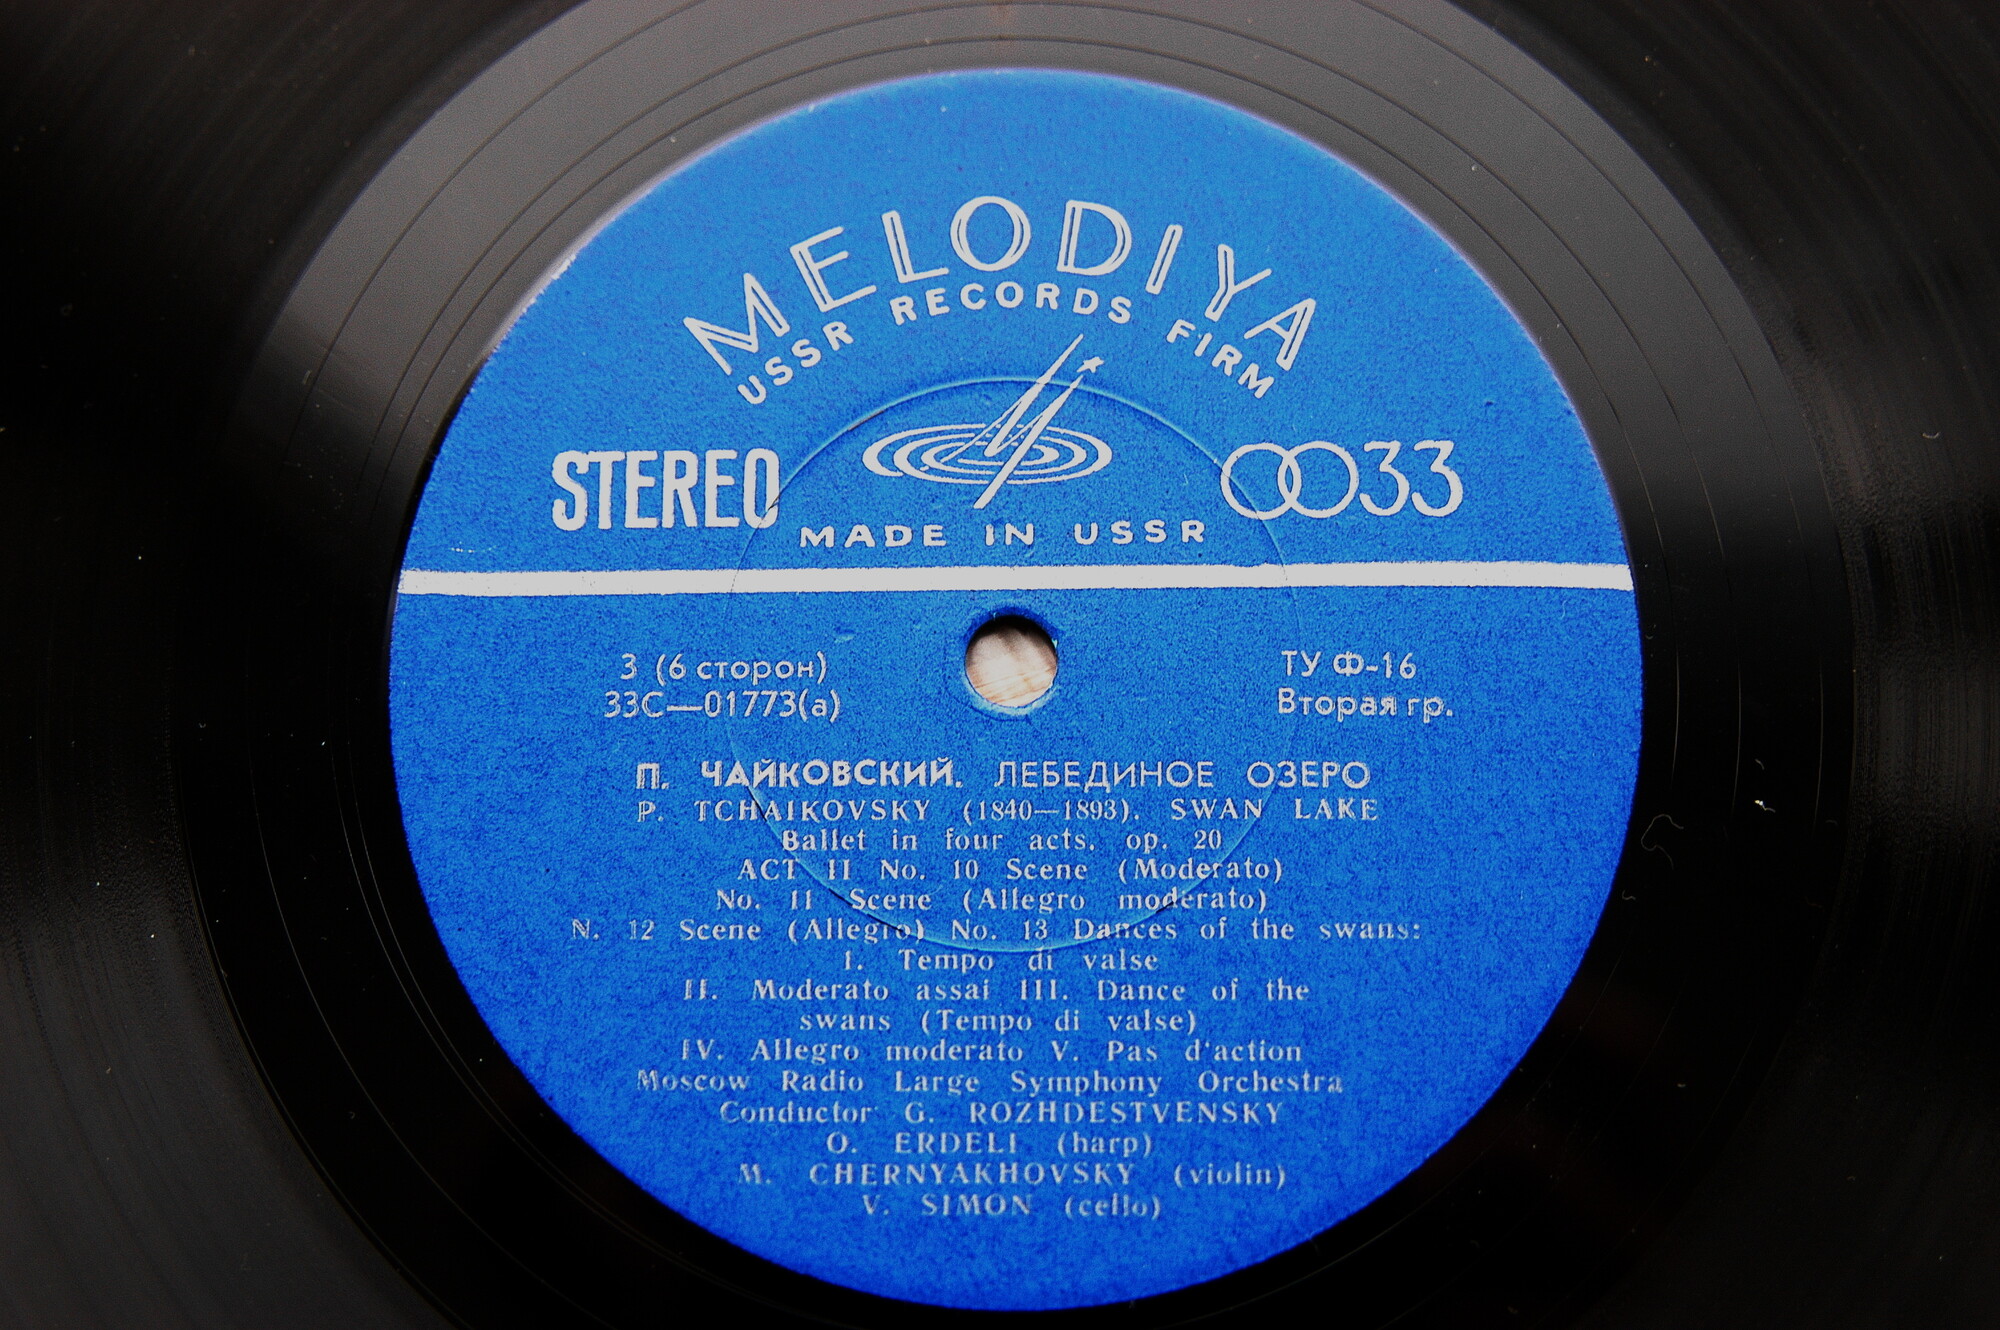 MELODIYA
USSR RECORDS FIRM
STEREO
33
MADE IN USSR
3 (6 сторон)
33С—01773(а)
ТУ Ф-16
Вторая гр.
П. ЧАЙКОВСКИЙ. ЛЕБЕДИНОЕ ОЗЕРО
P. TCHAIKOVSKY (1840—1893). SWAN LAKE
Ballet in four acts, op. 20
ACT II No. 10 Scene (Moderato)
No. 11 Scene (Allegro moderato)
N. 12 Scene (Allegro) No. 13 Dances of the swans:
I. Tempo di valse
II. Moderato assai III. Dance of the
swans (Tempo di valse)
IV. Allegro moderato V. Pas d'action
Moscow Radio Large Symphony Orchestra
Conductor G. ROZHDESTVENSKY
O. ERDELI (harp)
M. CHERNYAKHOVSKY (violin)
V. SIMON (cello)